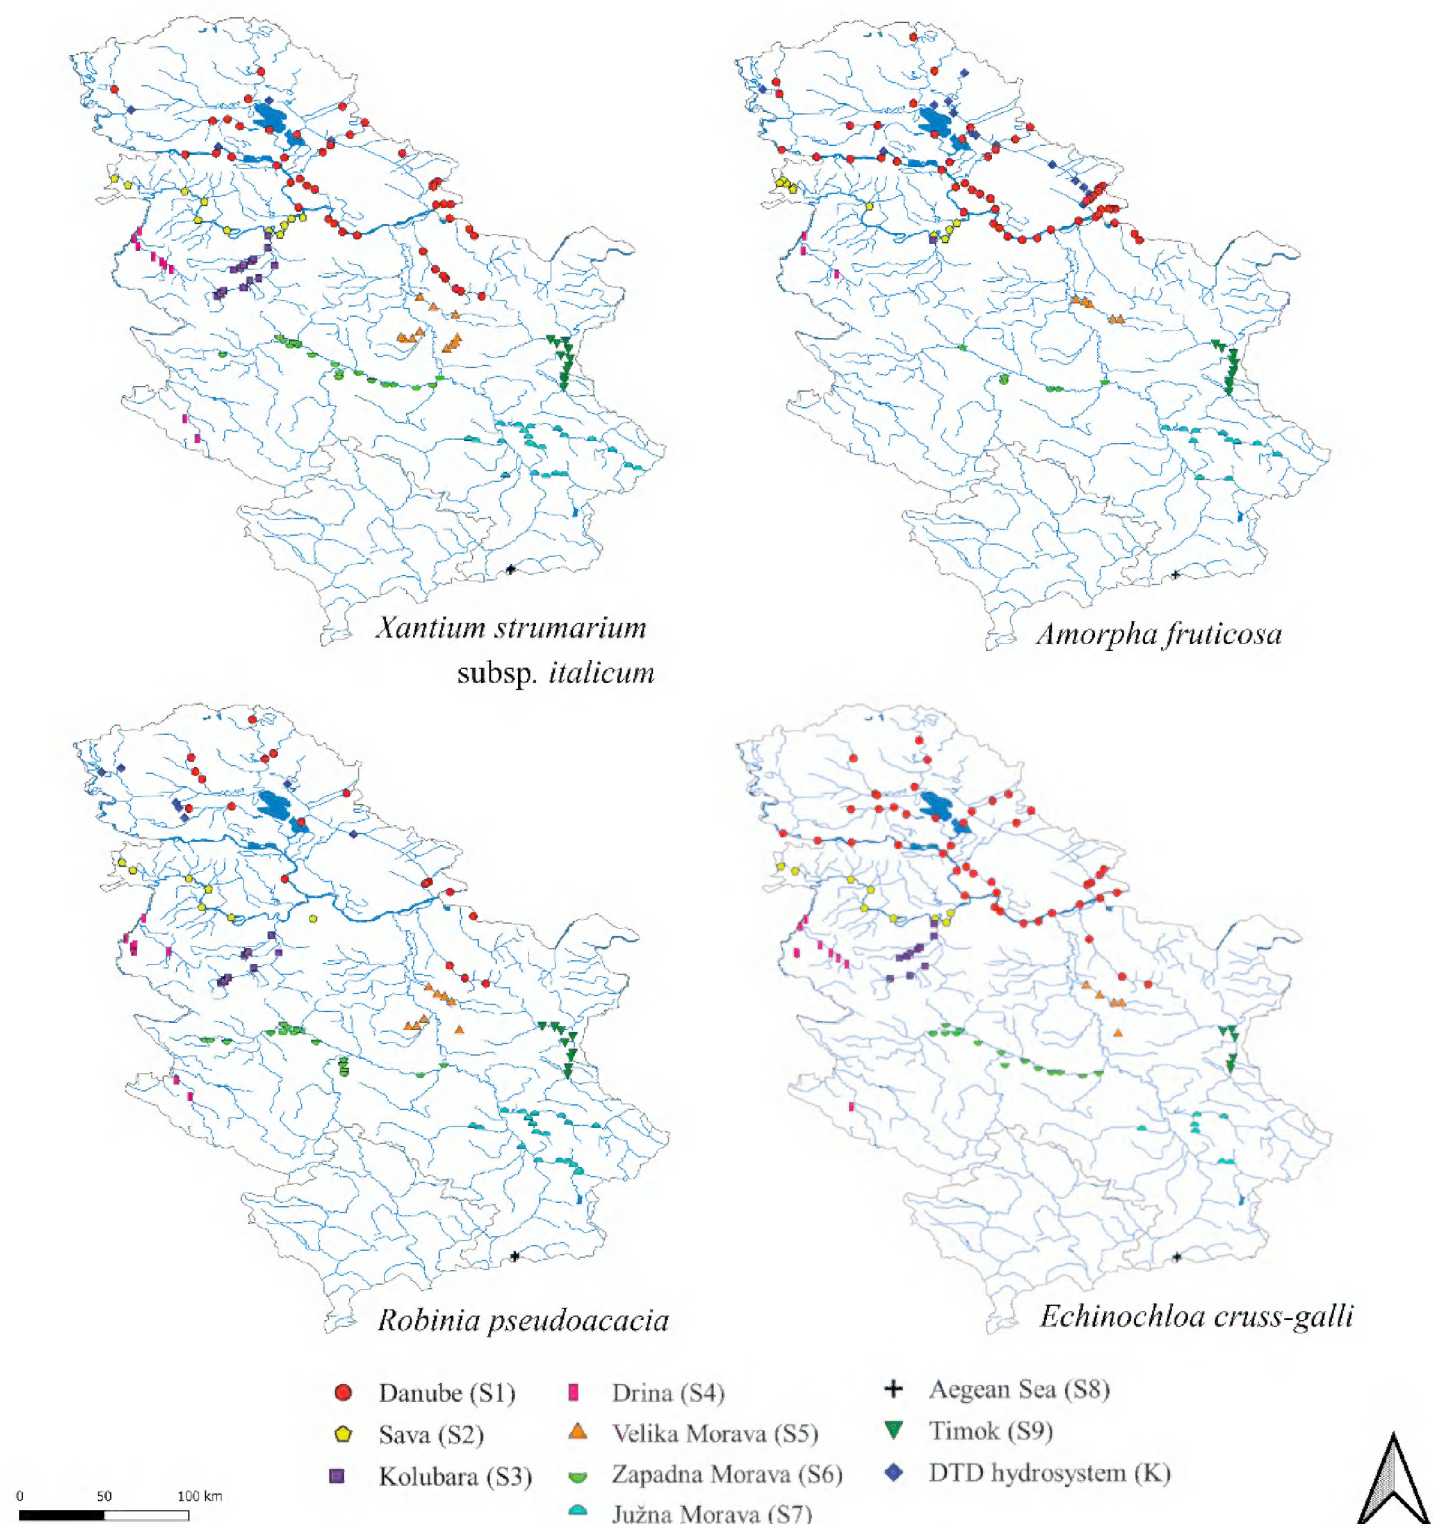 Xantium strumarium
subsp. italicum
Amorpha fruticosa
Robinia pseudoacacia
Echinochloa cruss-galli
Danube (S1)
Sava (S2)
Kolubara (S3)
Drina (S4)
Velika Morava (S5)
Zapadna Morava (S6)
Južna Morava (S7)
Aegean Sea (S8)
Timok (S9)
DTD hydrosystem (K)
0 50 100 km